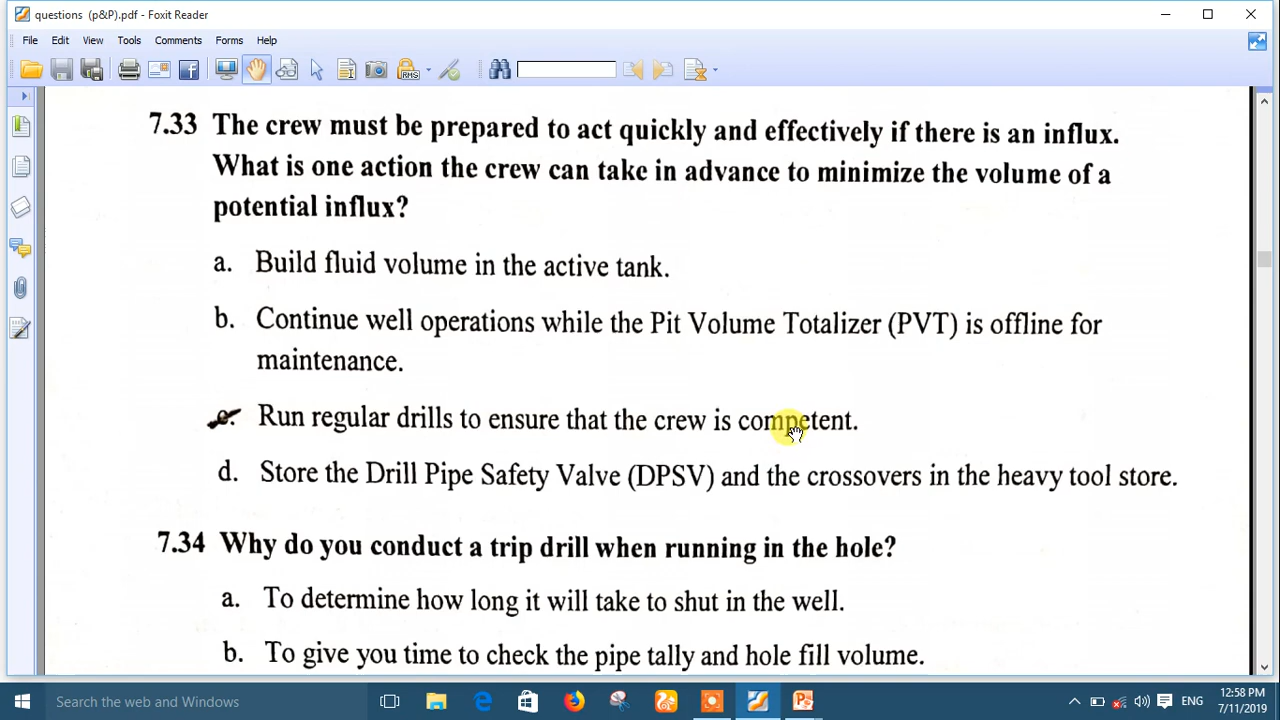 questions (p&P).pdf - Foxit Reader
File Edit View Tools Comments Forms Help
RMS
7.33 The crew must be prepared to act quickly and effectively if there is an influx.
What is one action the crew can take in advance to minimize the volume of a
potential influx?
a. Build fluid volume in the active tank.
b. Continue well operations while the Pit Volume Totalizer (PVT) is offline for
maintenance.
c. Run regular drills to ensure that the crew is competent.
d. Store the Drill Pipe Safety Valve (DPSV) and the crossovers in the heavy tool store.
7.34 Why do you conduct a trip drill when running in the hole?
a. To determine how long it will take to shut in the well.
b. To give you time to check the pipe tally and hole fill volume.
Search the web and Windows
ENG
12:58 PM
7/11/2019